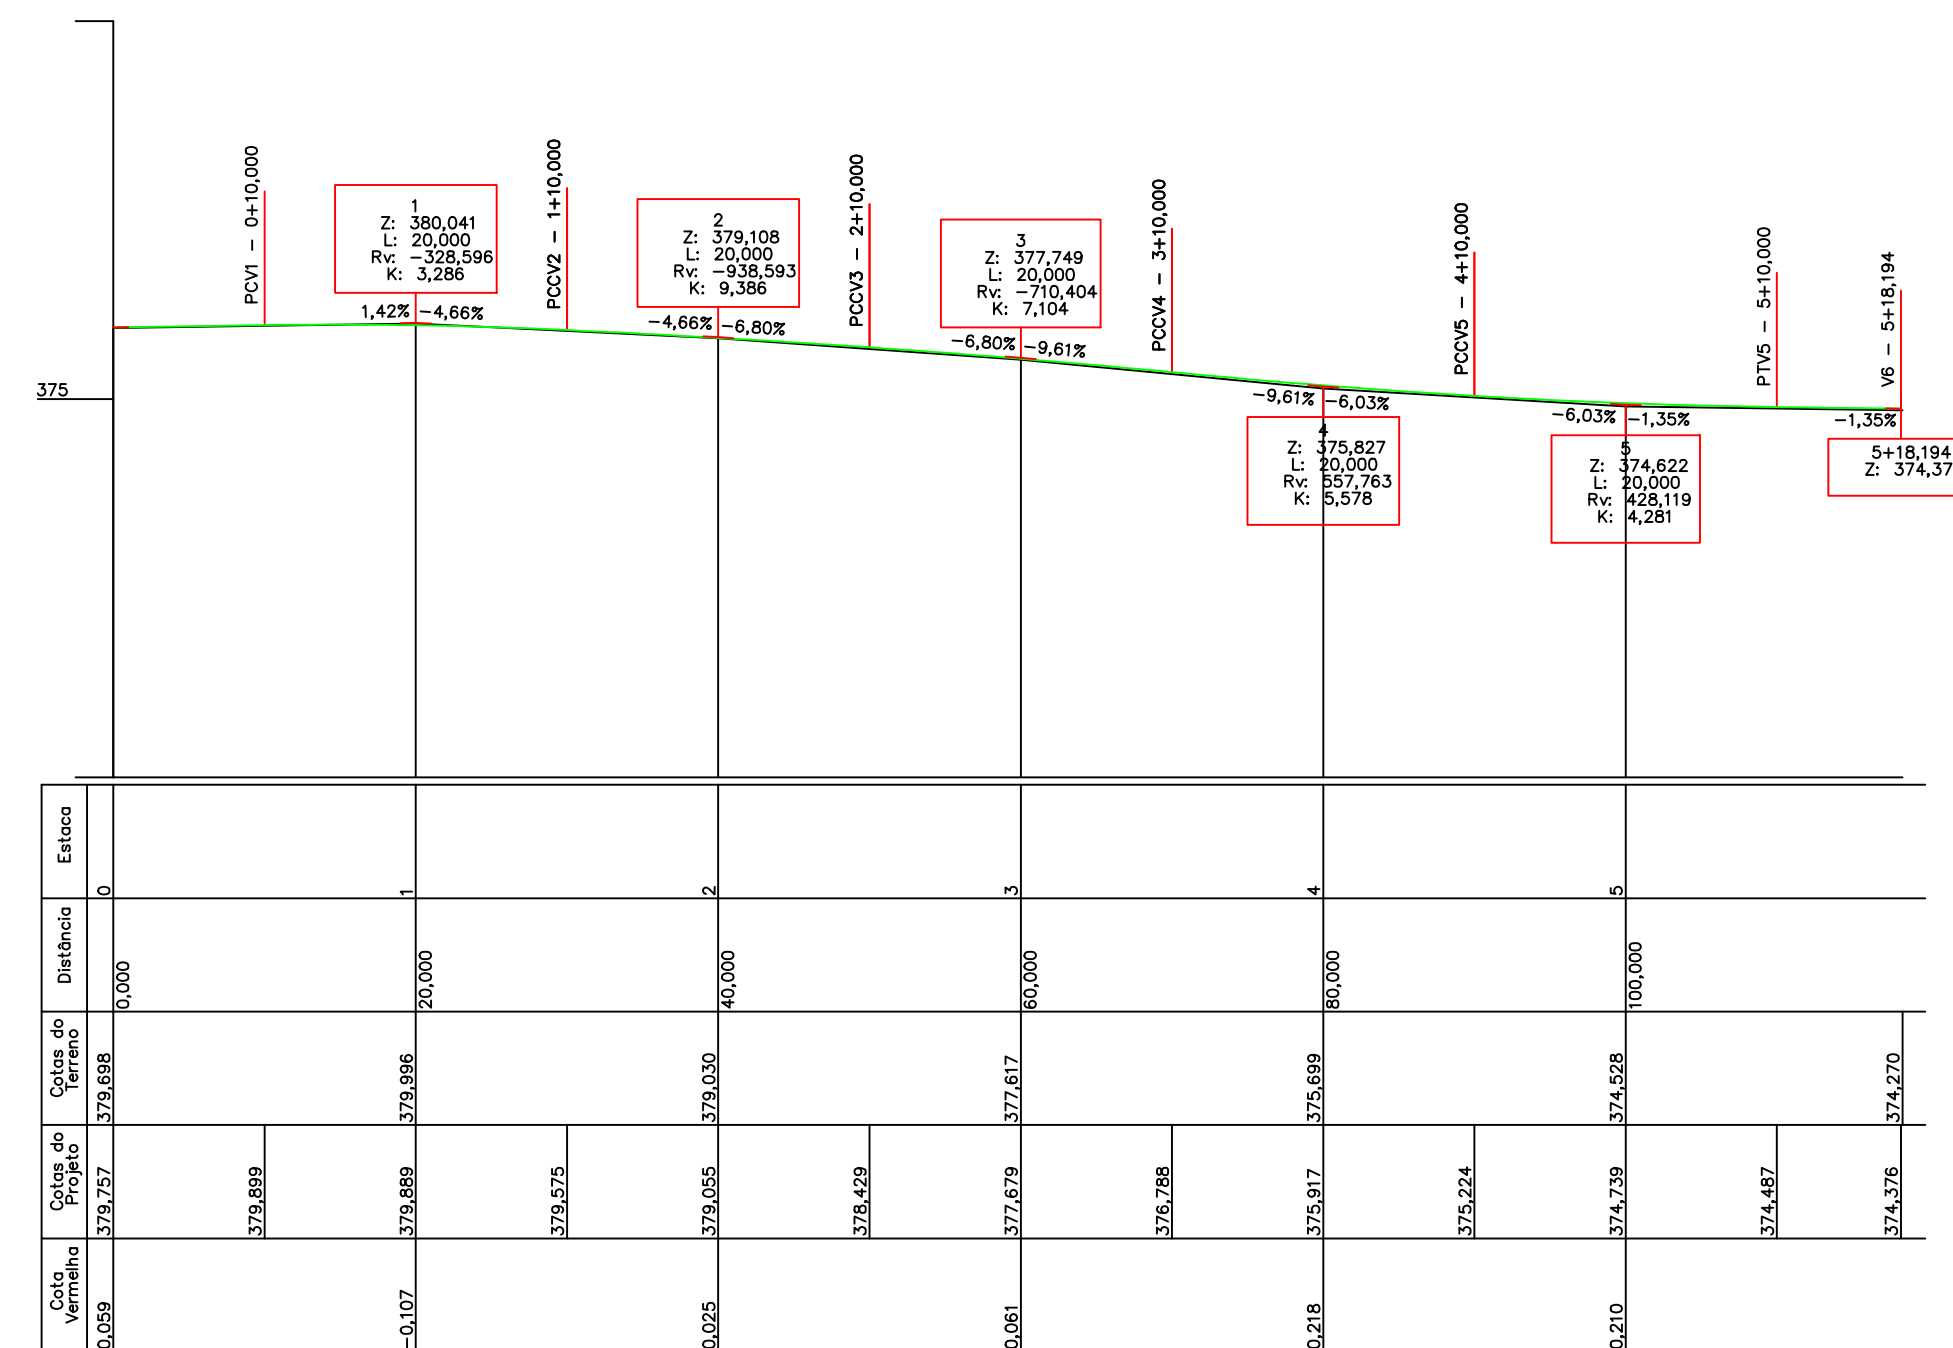 PCV1 - 0+10,000
1
Z: 380,041
L: 20,000
Rv: -328,596
K: 3,286
1,42%
-4,66%
PCCV2 - 1+10,000
2
Z: 379,108
L: 20,000
Rv: -938,593
K: 9,386
-4,66%
-6,80%
PCCV3 - 2+10,000
3
Z: 377,749
L: 20,000
Rv: -710,404
K: 7,104
-6,80%
-9,61%
PCCV4 - 3+10,000
-9,61%
-6,03%
4
Z: 375,827
L: 20,000
Rv: 557,763
K: 5,578
PCCV5 - 4+10,000
-6,03%
-1,35%
5
Z: 374,622
L: 20,000
Rv: 428,119
K: 4,281
PTV5 - 5+10,000
V6 - 5+18,194
-1,35%
5+18,194
Z: 374,37
375
Estaca
0
1
2
3
4
5
Distância
0,000
20,000
40,000
60,000
80,000
100,000
Cotas do
Terreno
379,698
379,996
379,030
377,617
375,699
374,528
374,270
Cotas do
Projeto
379,757
379,899
379,889
379,575
379,055
378,429
377,679
376,788
375,917
375,224
374,739
374,487
374,376
Cota
Vermelha
0,059
-0,107
0,025
0,061
0,218
0,210